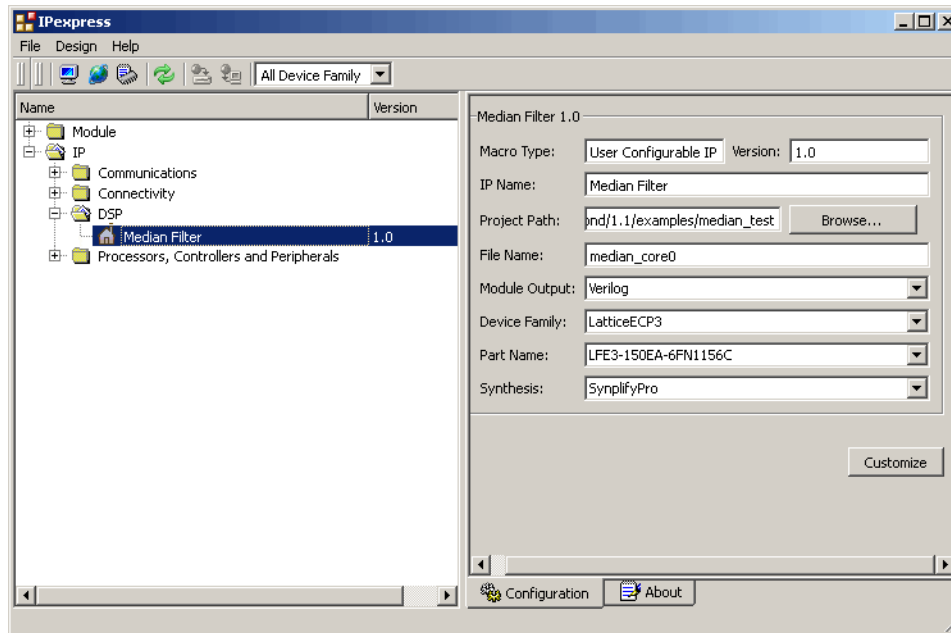 IPexpress
File Design Help
All Device Family
Name Version
Module
IP
Communications
Connectivity
DSP
Median Filter 1.0
Processors, Controllers and Peripherals
Median Filter 1.0
Macro Type: User Configurable IP Version: 1.0
IP Name: Median Filter
Project Path: ond/1.1/examples/median_test Browse...
File Name: median_core0
Module Output: Verilog
Device Family: LatticeECP3
Part Name: LFE3-150EA-6FN1156C
Synthesis: SynplifyPro
Customize
Configuration About